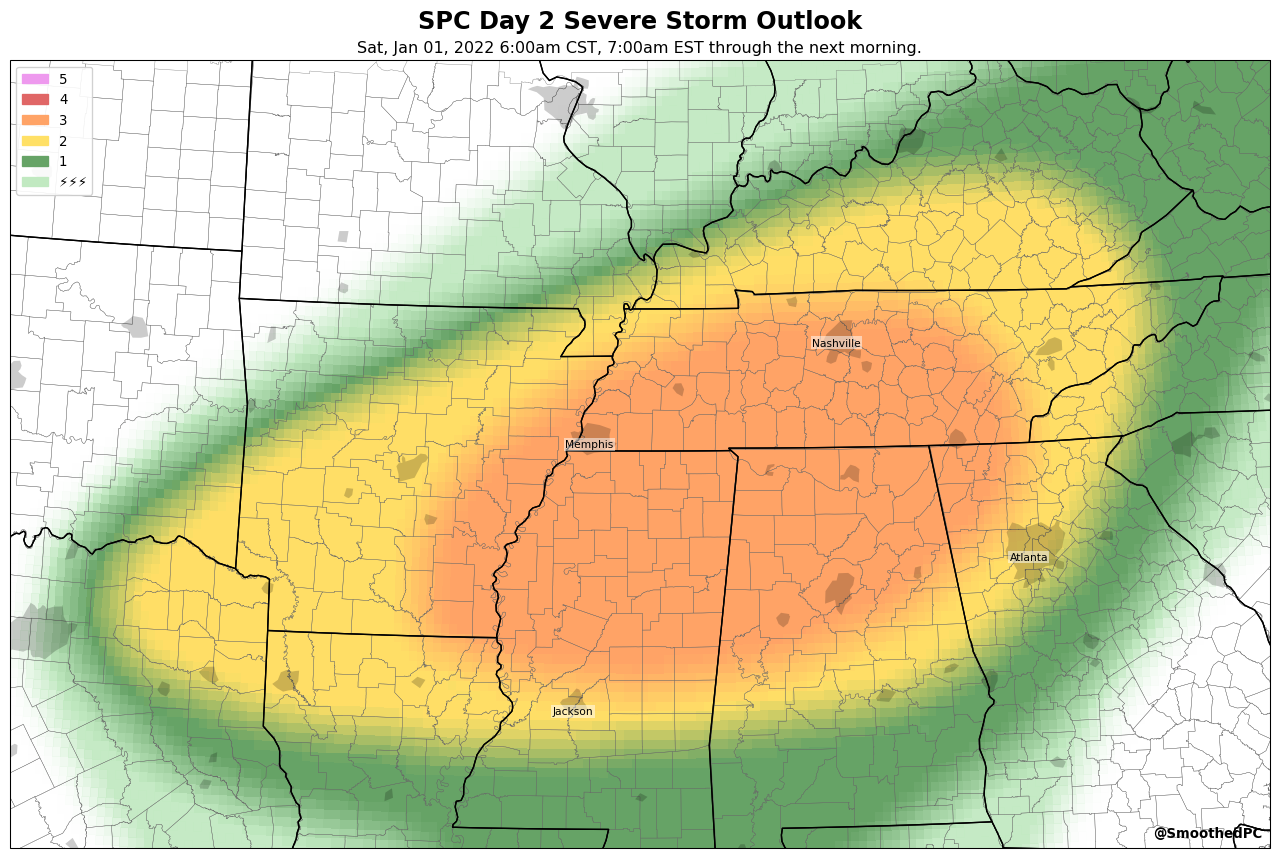 SPC Day 2 Severe Storm Outlook
Sat, Jan 01, 2022 6:00am CST, 7:00am EST through the next morning.
5
4
3
2
1
⚡⚡⚡
Nashville
Memphis
Atlanta
Jackson
@SmoothedPC